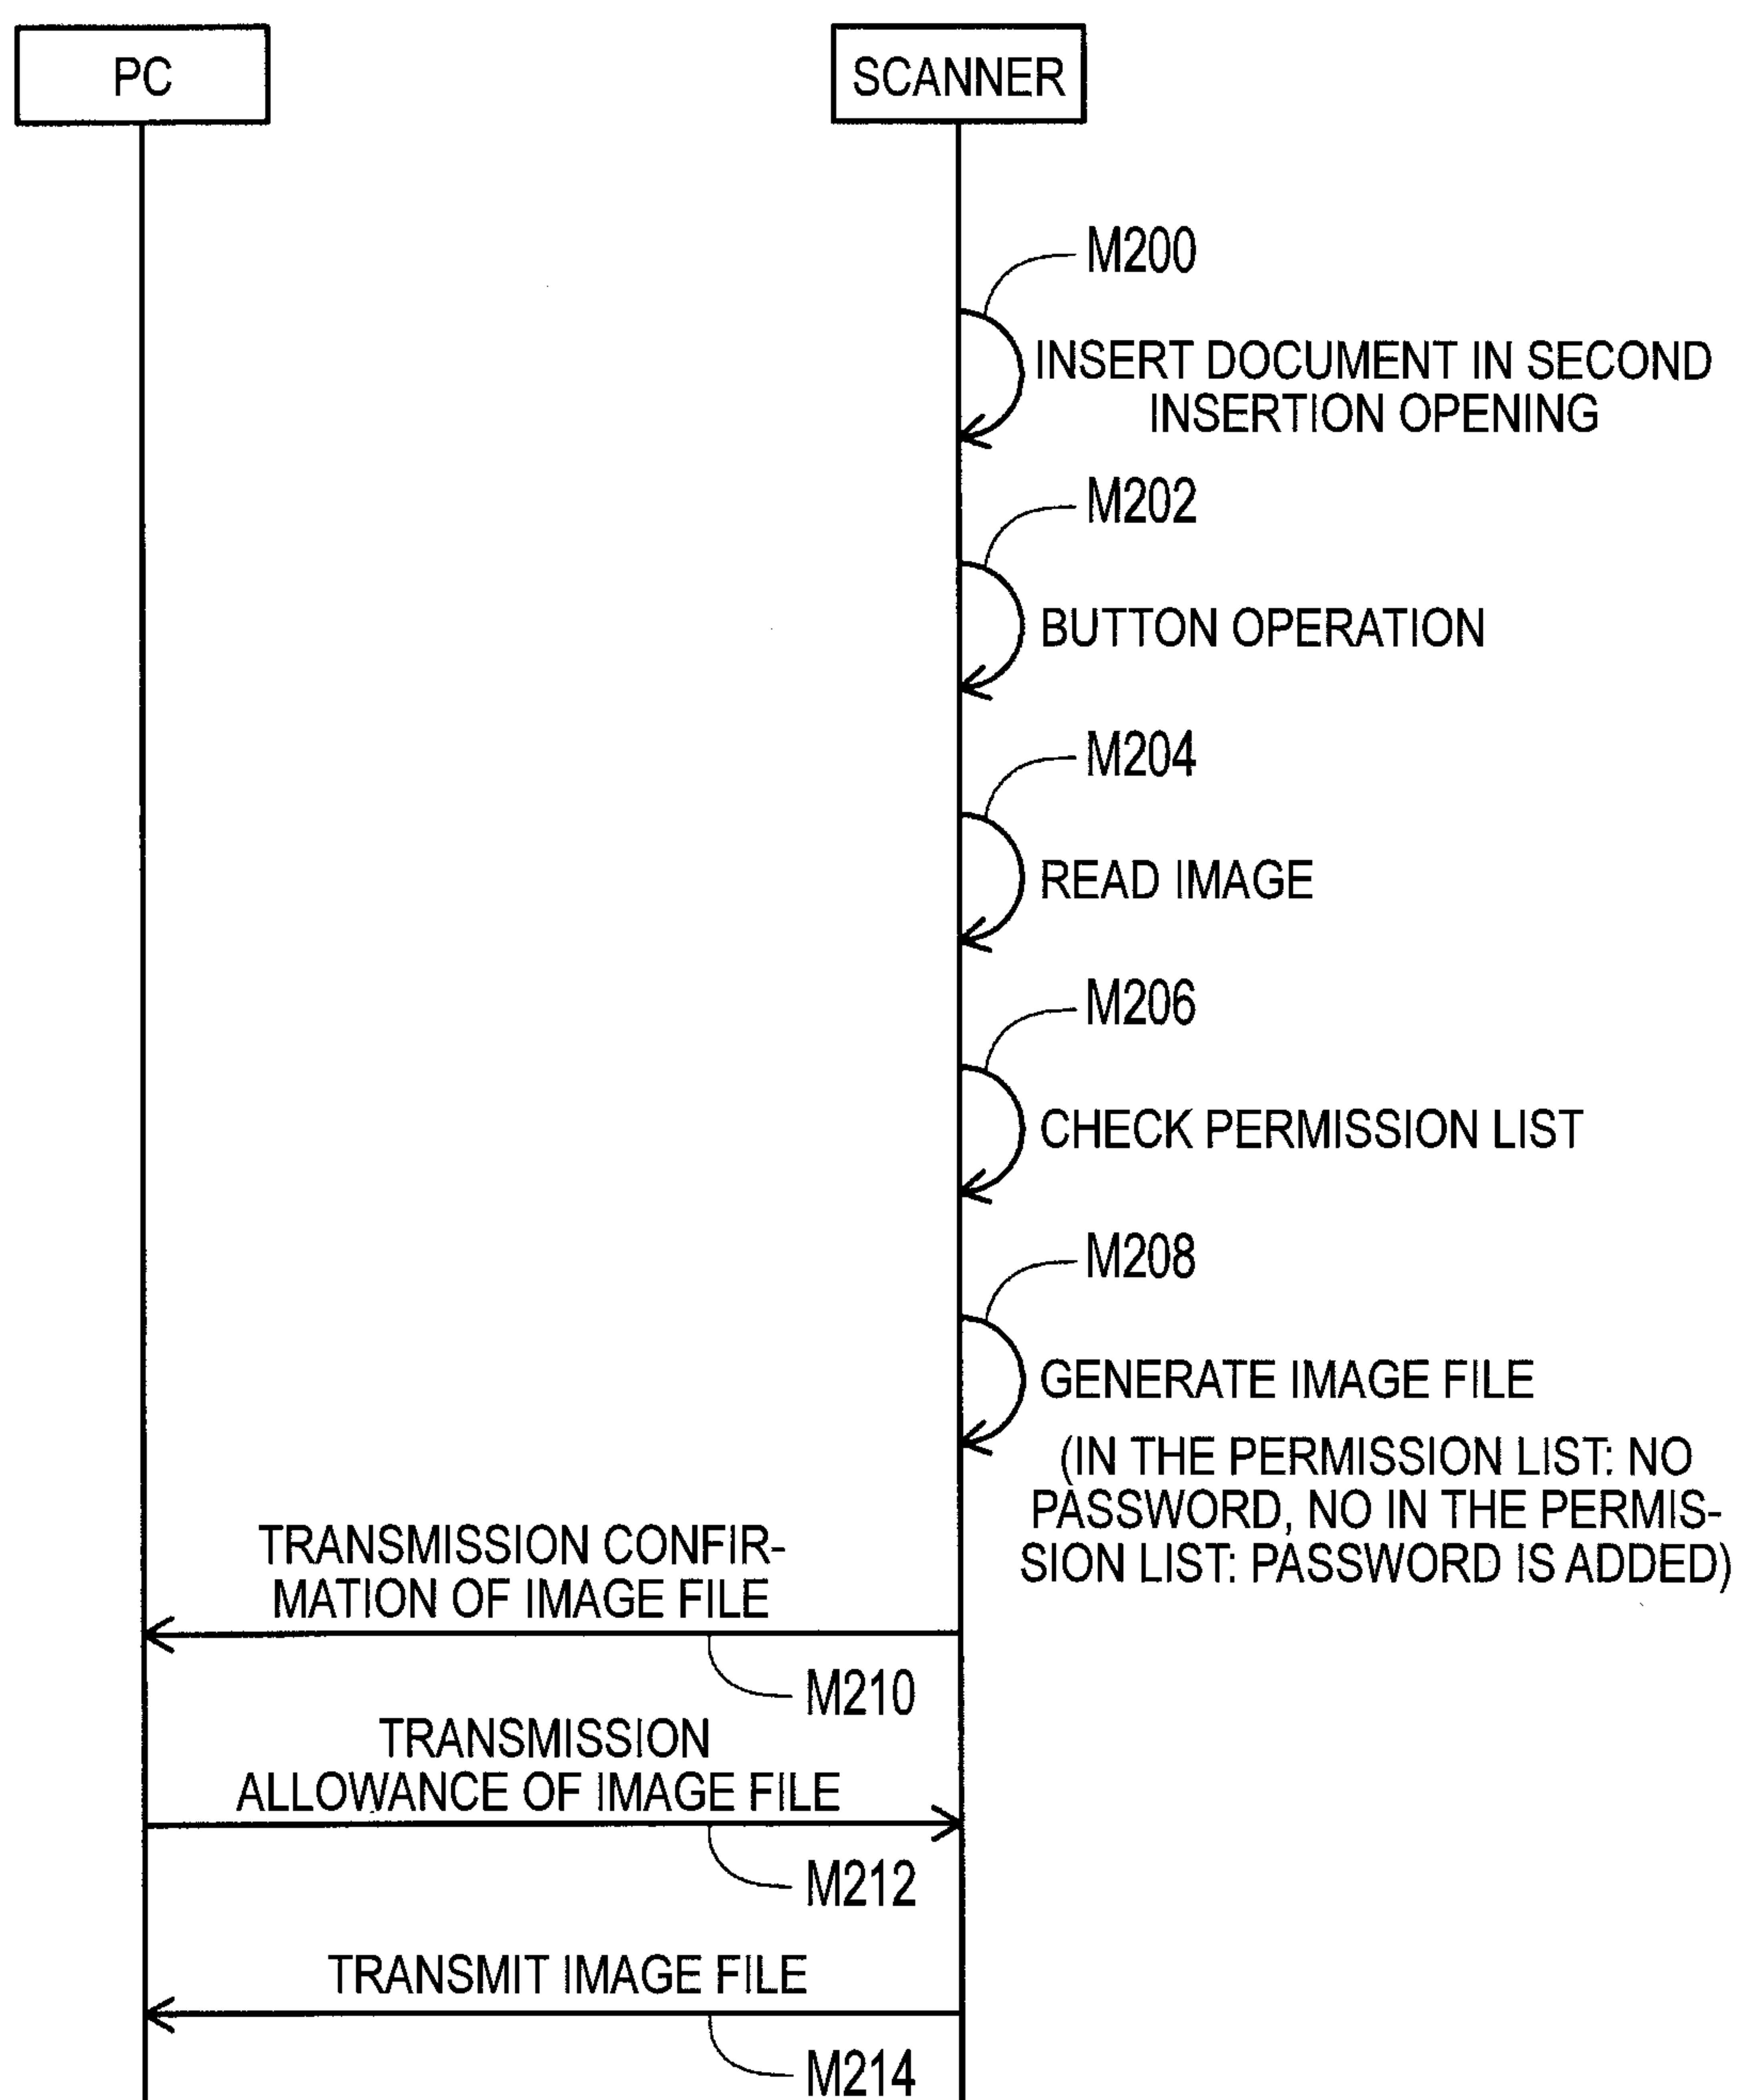 PC
SCANNER
M200
INSERT DOCUMENT IN SECOND
INSERTION OPENING
M202
BUTTON OPERATION
M204
READ IMAGE
M206
CHECK PERMISSION LIST
M208
GENERATE IMAGE FILE
(IN THE PERMISSION LIST: NO
PASSWORD, NO IN THE PERMIS-
SION LIST: PASSWORD IS ADDED)
TRANSMISSION CONFIR-
MATION OF IMAGE FILE
M210
TRANSMISSION
ALLOWANCE OF IMAGE FILE
M212
TRANSMIT IMAGE FILE
M214